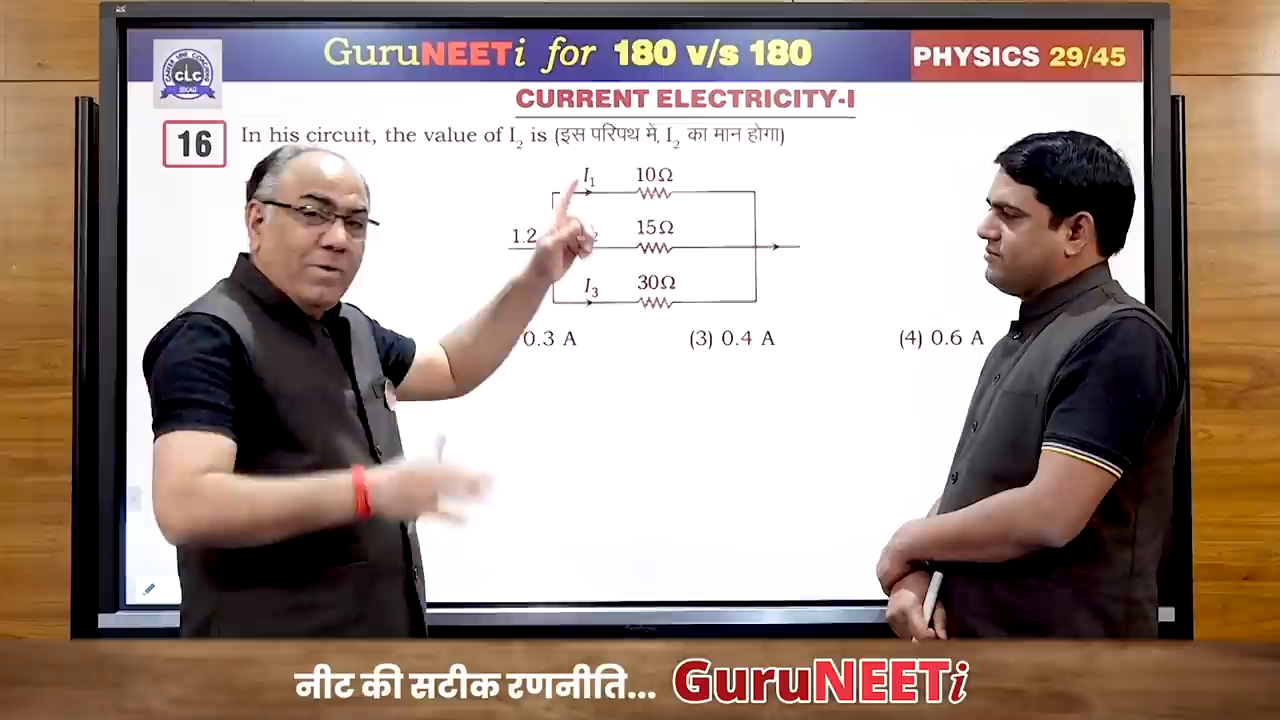 GuruNEETi for 180 v/s 180
PHYSICS 29/45
CLC
SIKAR
CURRENT ELECTRICITY-I
16
In his circuit, the value of I₂ is (इस परिपथ में, I₂ का मान होगा)
I₁ 10Ω
1.2
15Ω
I₃ 30Ω
0.3 A
(3) 0.4 A
(4) 0.6 A
नीट की सटीक रणनीति... GuruNEETi